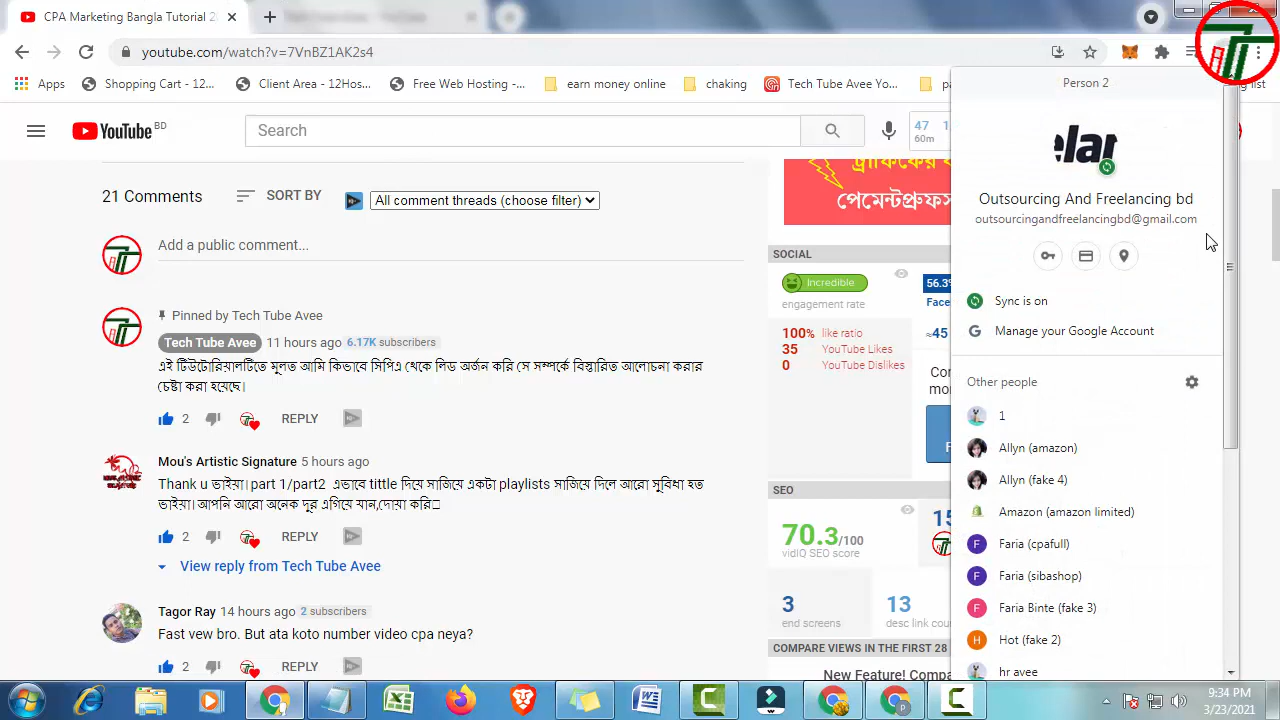 CPA Marketing Bangla Tutorial 2
youtube.com/watch?v=7VnBZ1AK2s4
Apps
Shopping Cart - 12...
Client Area - 12Hos...
Free Web Hosting -...
earn money online
chaking
Tech Tube Avee Yo...
Person 2
YouTube BD
Search
47
60m
21 Comments
SORT BY
All comment threads (choose filter)
Add a public comment...
Pinned by Tech Tube Avee
Tech Tube Avee 11 hours ago 6.17K subscribers
এই টিউটোরিয়ালটিতে মুলত আমি কিভাবে সিপিএ থেকে লিড অর্জন করি সে সম্পর্কে বিস্তারিত আলোচনা করার
চেষ্টা করা হয়েছে।
2 REPLY
Mou's Artistic Signature 5 hours ago
Thank u ভাইয়া। part 1/part2 এভাবে tittle দিয়ে সাজিয়ে একটা playlists সাজিয়ে দিলে আরো সুবিধা হত
ভাইয়া।আপনি আরো অনেক দুর এগিয়ে যান,দোয়া করি
2 REPLY
View reply from Tech Tube Avee
Tagor Ray 14 hours ago 2 subscribers
Fast vew bro. But ata koto number video cpa neya?
2 REPLY
পেমেন্টপ্রুফস
SOCIAL
Incredible
engagement rate
56.3%
Face
100% like ratio
35 YouTube Likes
0 YouTube Dislikes
≈45
Con
mor
SEO
70.3/100
vidIQ SEO score
15
3
end screens
13
desc link cou
COMPARE VIEWS IN THE FIRST 28
New Feature! Compa
Outsourcing And Freelancing bd
outsourcingandfreelancingbd@gmail.com
Sync is on
Manage your Google Account
Other people
1
Allyn (amazon)
Allyn (fake 4)
Amazon (amazon limited)
Faria (cpafull)
Faria (sibashop)
Faria Binte (fake 3)
Hot (fake 2)
hr avee
9:34 PM
3/23/2021